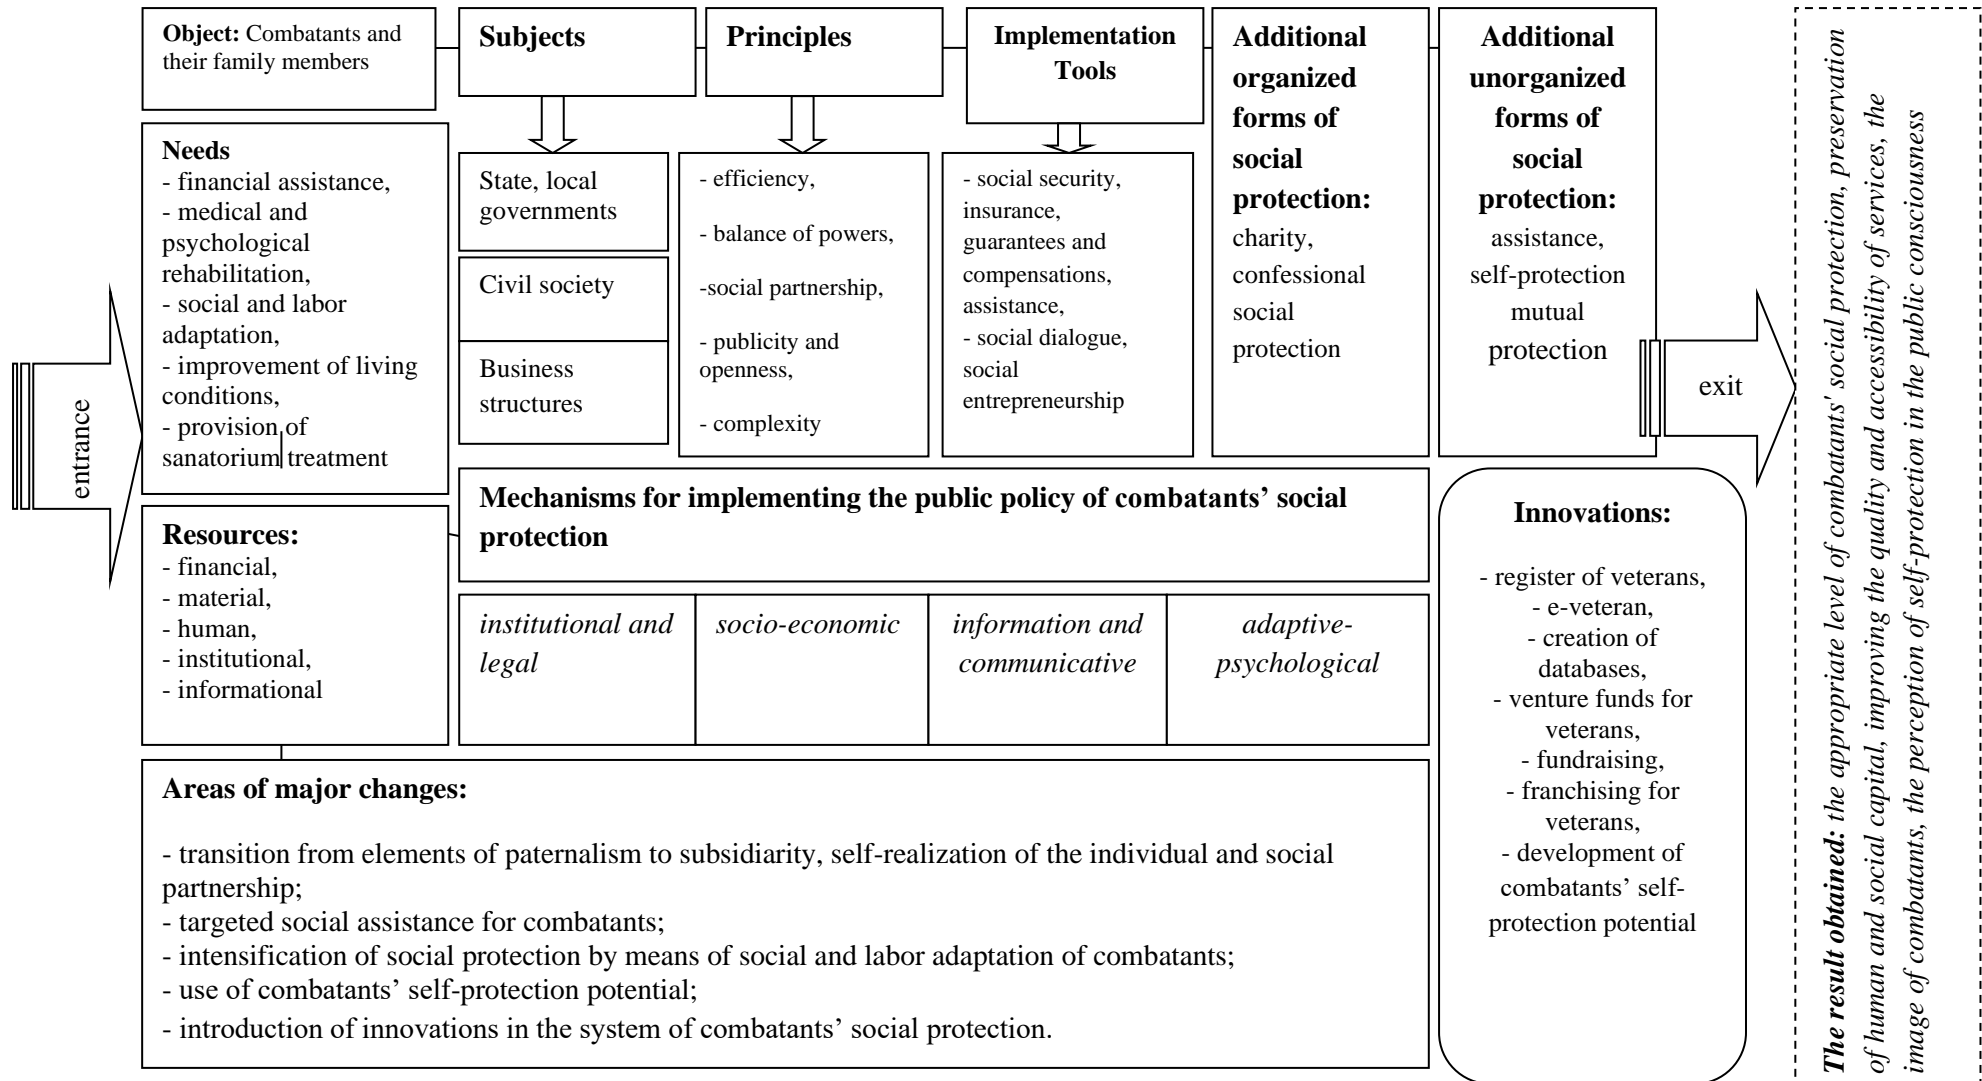 Object: Combatants and
their family members
Subjects
Principles
Implementation
Tools
Additional
organized
forms of
social
protection:
charity,
confessional
social
protection
Additional
unorganized
forms of
social
protection:
assistance,
self-protection
mutual
protection
Needs
- financial assistance,
- medical and
psychological
rehabilitation,
- social and labor
adaptation,
- improvement of living
conditions,
- provision of
sanatorium treatment
State, local
governments
Civil society
Business
structures
- efficiency,
- balance of powers,
-social partnership,
- publicity and
openness,
- complexity
- social security,
insurance,
guarantees and
compensations,
assistance,
- social dialogue,
social
entrepreneurship
entrance
exit
Resources:
- financial,
- material,
- human,
- institutional,
- informational
Mechanisms for implementing the public policy of combatants’ social
protection
institutional and
legal
socio-economic
information and
communicative
adaptive-
psychological
Innovations:
- register of veterans,
- e-veteran,
- creation of
databases,
- venture funds for
veterans,
- fundraising,
- franchising for
veterans,
- development of
combatants’ self-
protection potential
Areas of major changes:
- transition from elements of paternalism to subsidiarity, self-realization of the individual and social
partnership;
- targeted social assistance for combatants;
- intensification of social protection by means of social and labor adaptation of combatants;
- use of combatants’ self-protection potential;
- introduction of innovations in the system of combatants’ social protection.
The result obtained: the appropriate level of combatants' social protection, preservation
of human and social capital, improving the quality and accessibility of services, the
image of combatants, the perception of self-protection in the public consciousness